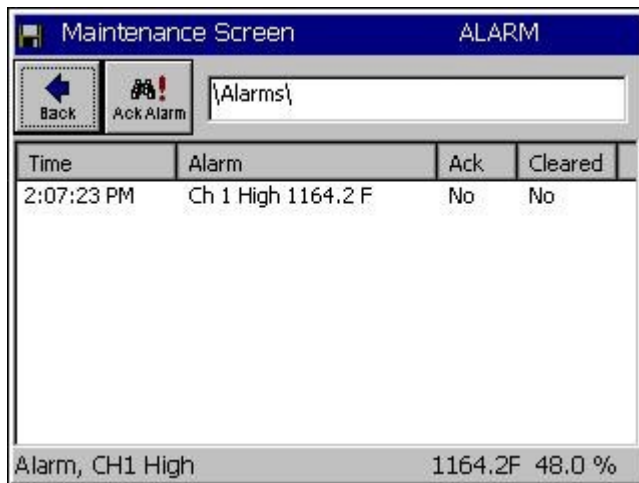 Maintenance Screen ALARM
Back Ack Alarm \Alarms\
Time Alarm Ack Cleared
2:07:23 PM Ch 1 High 1164.2 F No No
Alarm, CH1 High 1164.2F 48.0 %